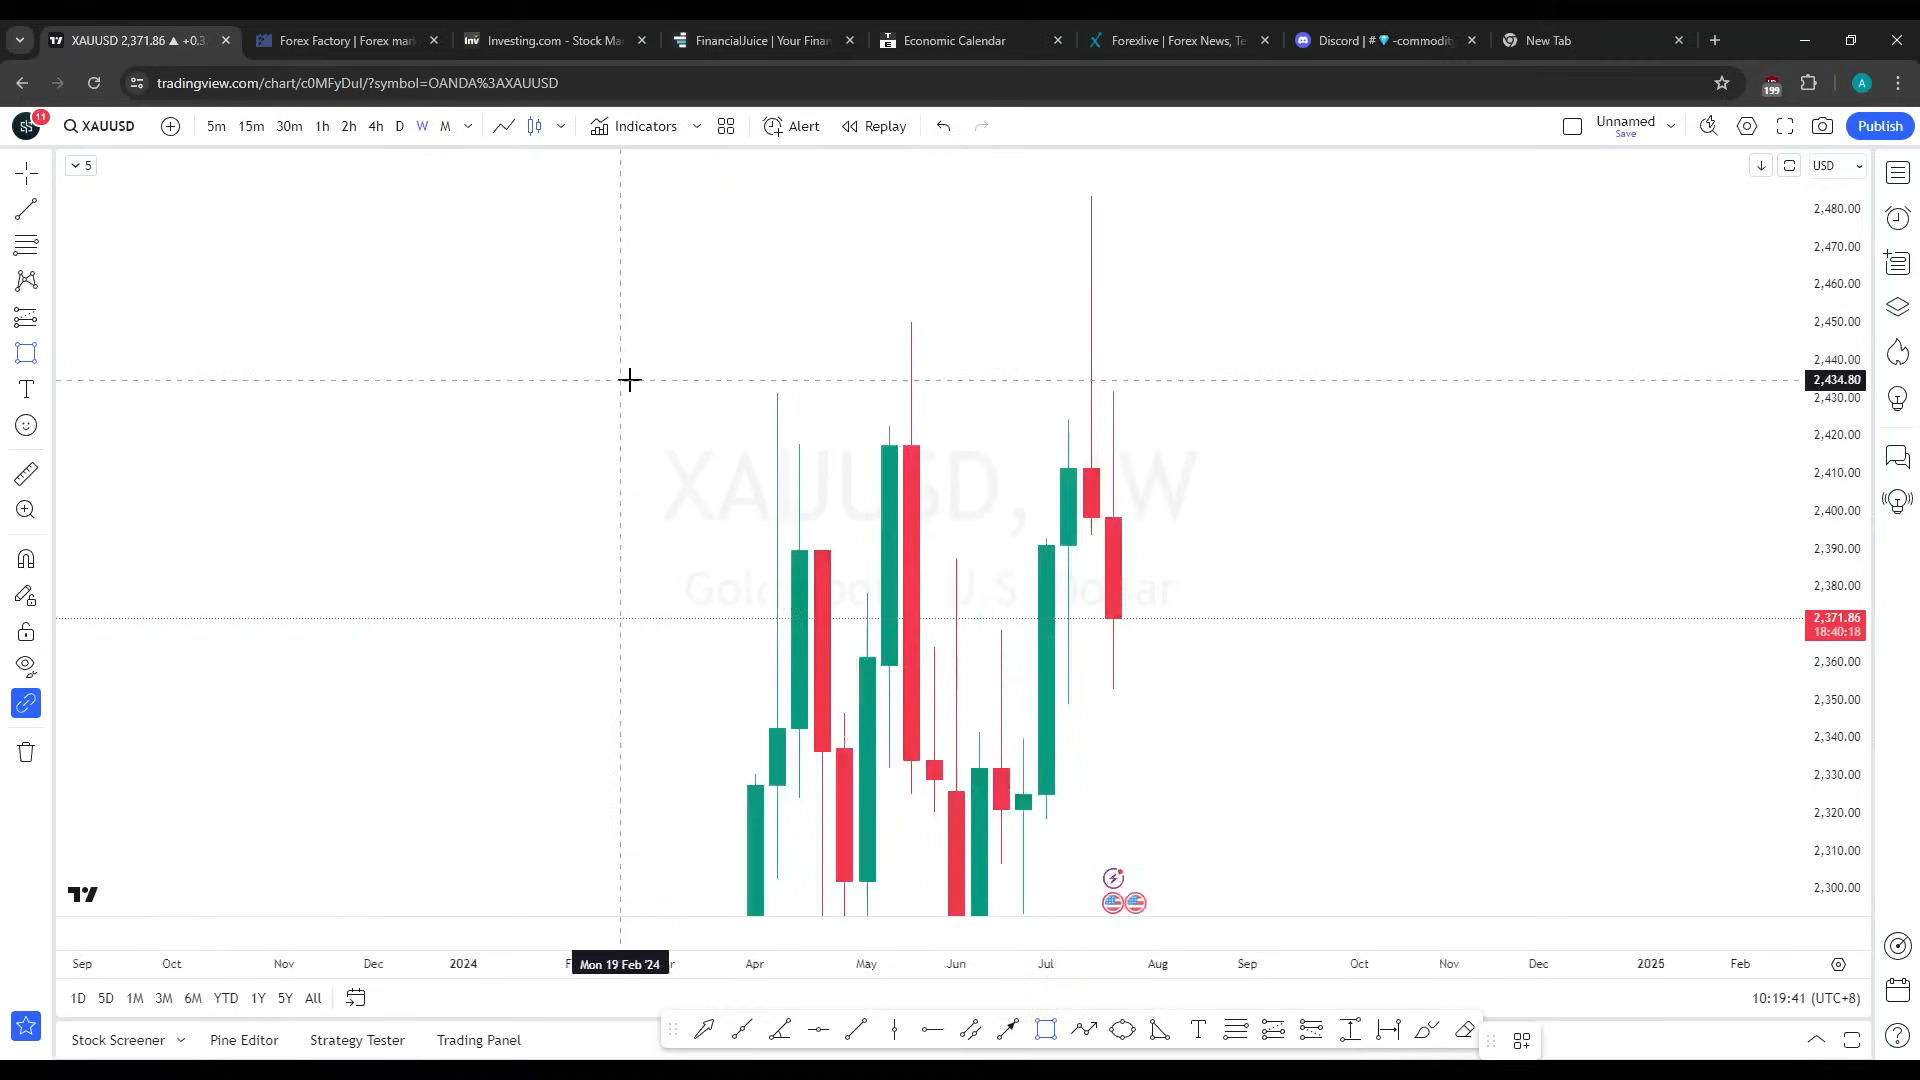 XAUUSD 2,371.86 ▲ +0.3
Forex Factory | Forex mar
Investing.com - Stock Ma
FinancialJuice | Your Finan
Economic Calendar
Forexlive | Forex News, Te
Discord | #💎-commodit
New Tab
tradingview.com/chart/c0MFyDuI/?symbol=OANDA%3AXAUUSD
199
A
11
XAUUSD
5m 15m 30m 1h 2h 4h D W M
Indicators
Alert
Replay
Unnamed
Save
Publish
5
USD
2,480.00
2,470.00
2,460.00
2,450.00
2,440.00
2,434.80
2,430.00
2,420.00
2,410.00
2,400.00
2,390.00
2,380.00
2,371.86
18:40:18
2,360.00
2,350.00
2,340.00
2,330.00
2,320.00
2,310.00
2,300.00
XAUUSD, 1W
Gold Spot / U.S. Dollar
Sep Oct Nov Dec 2024 Mon 19 Feb '24 Apr May Jun Jul Aug Sep Oct Nov Dec 2025 Feb
1D 5D 1M 3M 6M YTD 1Y 5Y All
10:19:41 (UTC+8)
Stock Screener
Pine Editor
Strategy Tester
Trading Panel